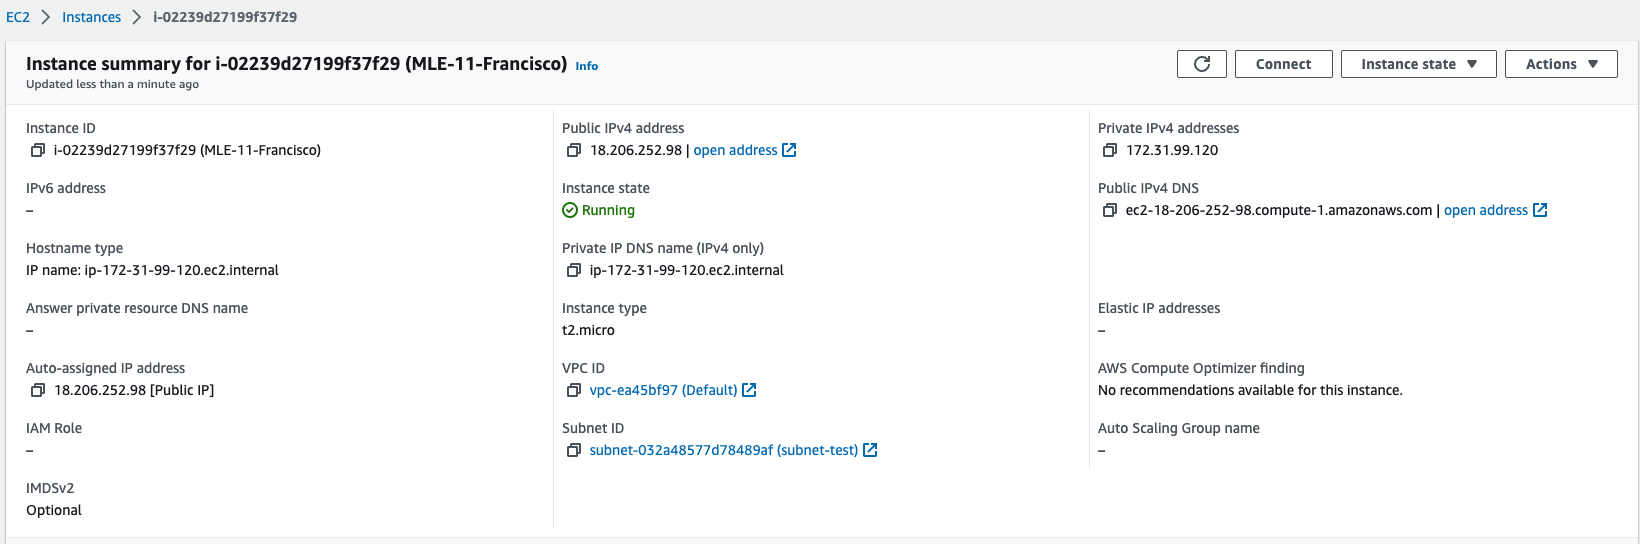 EC2 > Instances > i-02239d27199f37f29
Instance summary for i-02239d27199f37f29 (MLE-11-Francisco) Info
Updated less than a minute ago
Connect
Instance state
Actions
Instance ID
i-02239d27199f37f29 (MLE-11-Francisco)
Public IPv4 address
18.206.252.98 | open address
Private IPv4 addresses
172.31.99.120
IPv6 address
–
Instance state
Running
Public IPv4 DNS
ec2-18-206-252-98.compute-1.amazonaws.com | open address
Hostname type
IP name: ip-172-31-99-120.ec2.internal
Private IP DNS name (IPv4 only)
ip-172-31-99-120.ec2.internal
Answer private resource DNS name
–
Instance type
t2.micro
Elastic IP addresses
–
Auto-assigned IP address
18.206.252.98 [Public IP]
VPC ID
vpc-ea45bf97 (Default)
AWS Compute Optimizer finding
No recommendations available for this instance.
IAM Role
–
Subnet ID
subnet-032a48577d78489af (subnet-test)
Auto Scaling Group name
–
IMDSv2
Optional